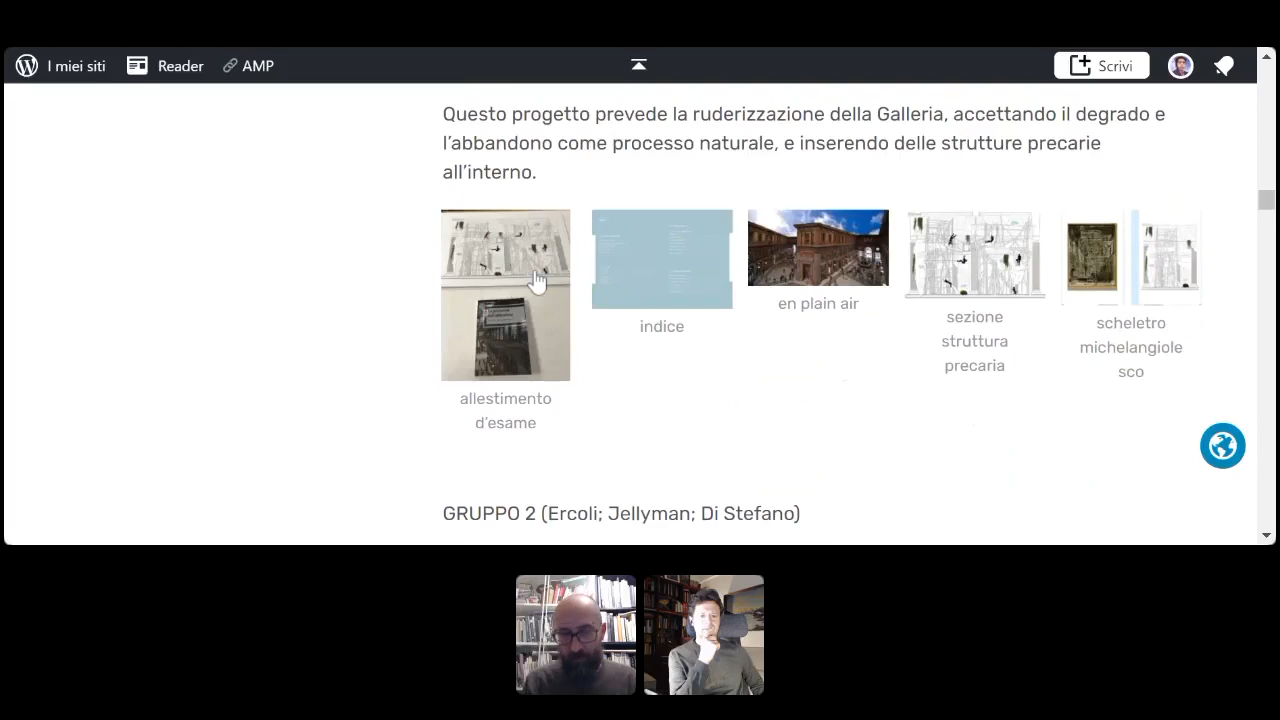 I miei siti
Reader
AMP
Scrivi
Questo progetto prevede la ruderizzazione della Galleria, accettando il degrado e
l'abbandono come processo naturale, e inserendo delle strutture precarie
all'interno.
allestimento
d'esame
indice
en plain air
sezione
struttura
precaria
scheletro
michelangiole
sco
GRUPPO 2 (Ercoli; Jellyman; Di Stefano)